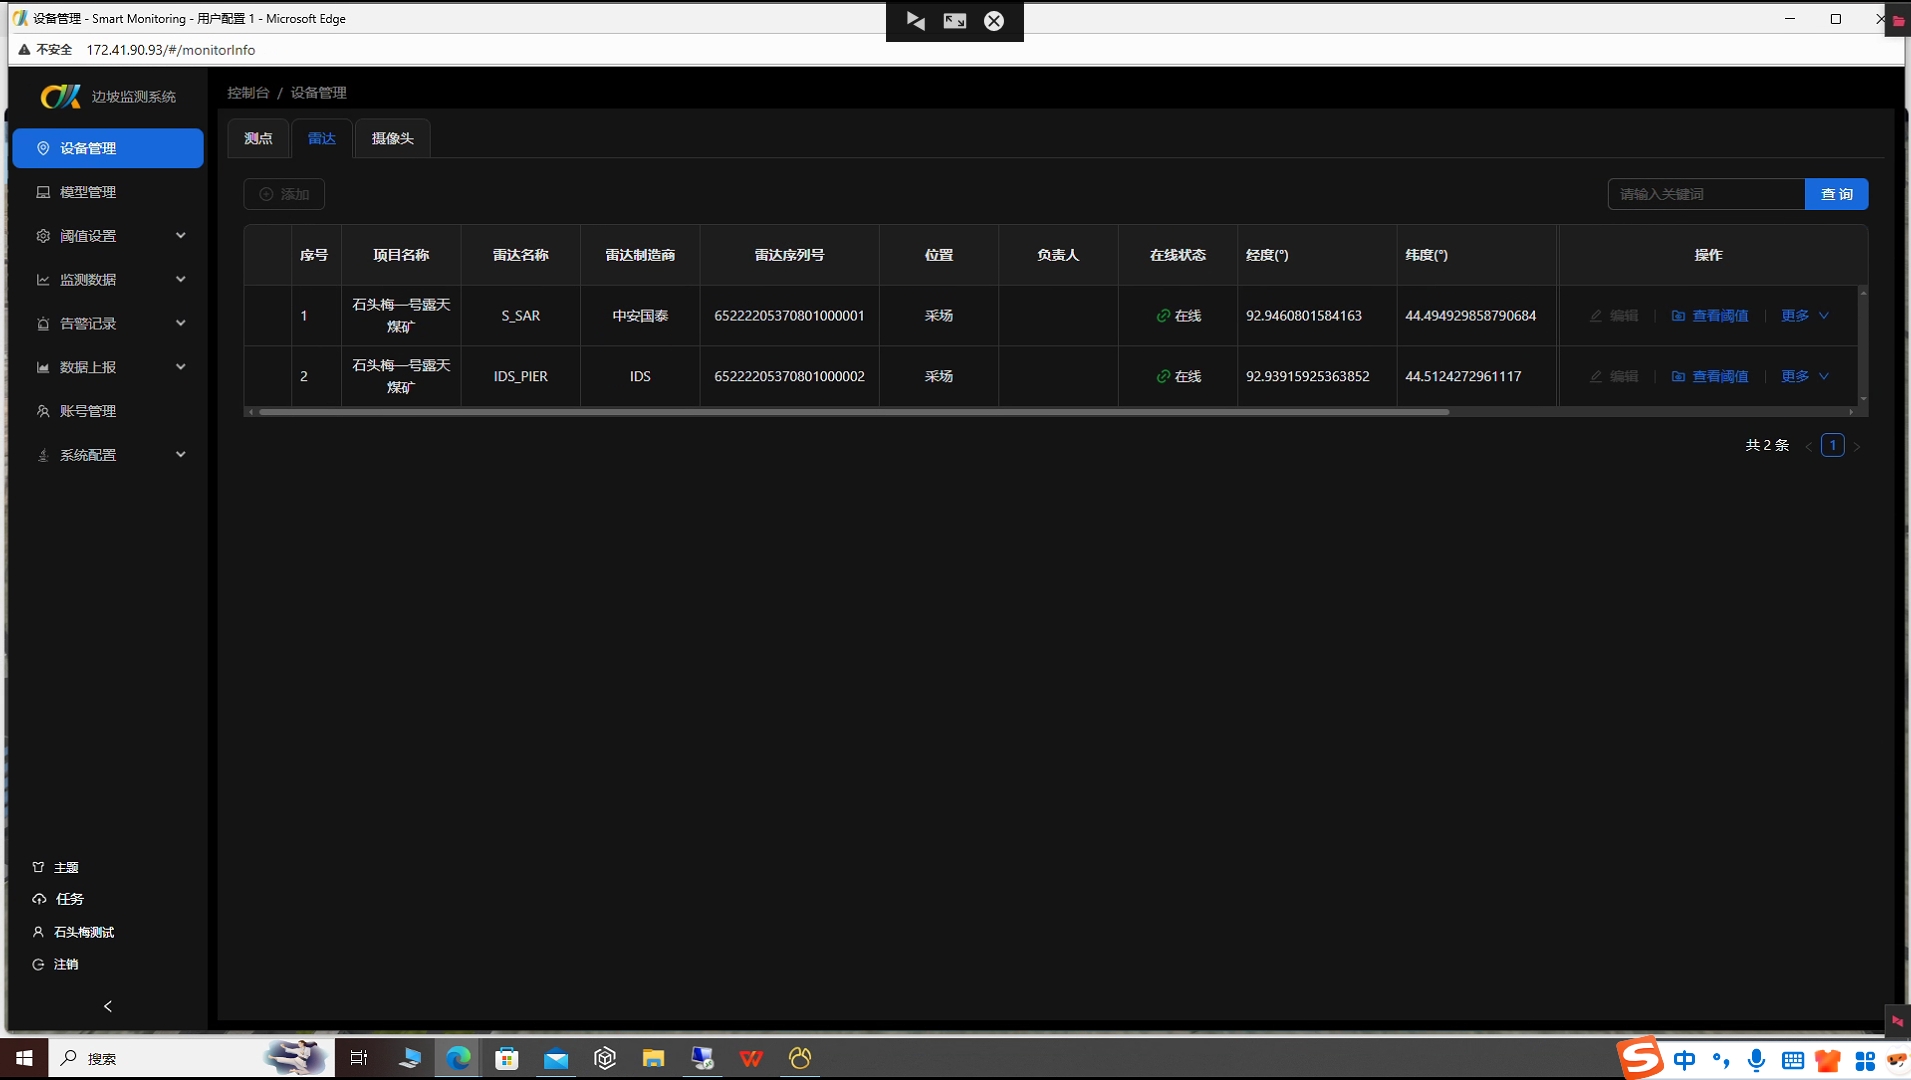 设备管理 - Smart Monitoring - 用户配置 1 - Microsoft Edge
不安全 172.41.90.93/#/monitorInfo
边坡监测系统
控制台 / 设备管理
设备管理
模型管理
阈值设置
监测数据
告警记录
数据上报
账号管理
系统配置
测点 雷达 摄像头
添加
请输入关键词 查询
序号 项目名称 雷达名称 雷达制造商 雷达序列号 位置 负责人 在线状态 经度(°) 纬度(°) 操作
1 石头梅一号露天煤矿 S_SAR 中安国泰 65222205370801000001 采场 在线 92.9460801584163 44.494929858790684 编辑 查看阈值 更多
2 石头梅一号露天煤矿 IDS_PIER IDS 65222205370801000002 采场 在线 92.93915925363852 44.5124272961117 编辑 查看阈值 更多
共 2 条 < 1 >
主题
任务
石头梅测试
注销
搜索
中